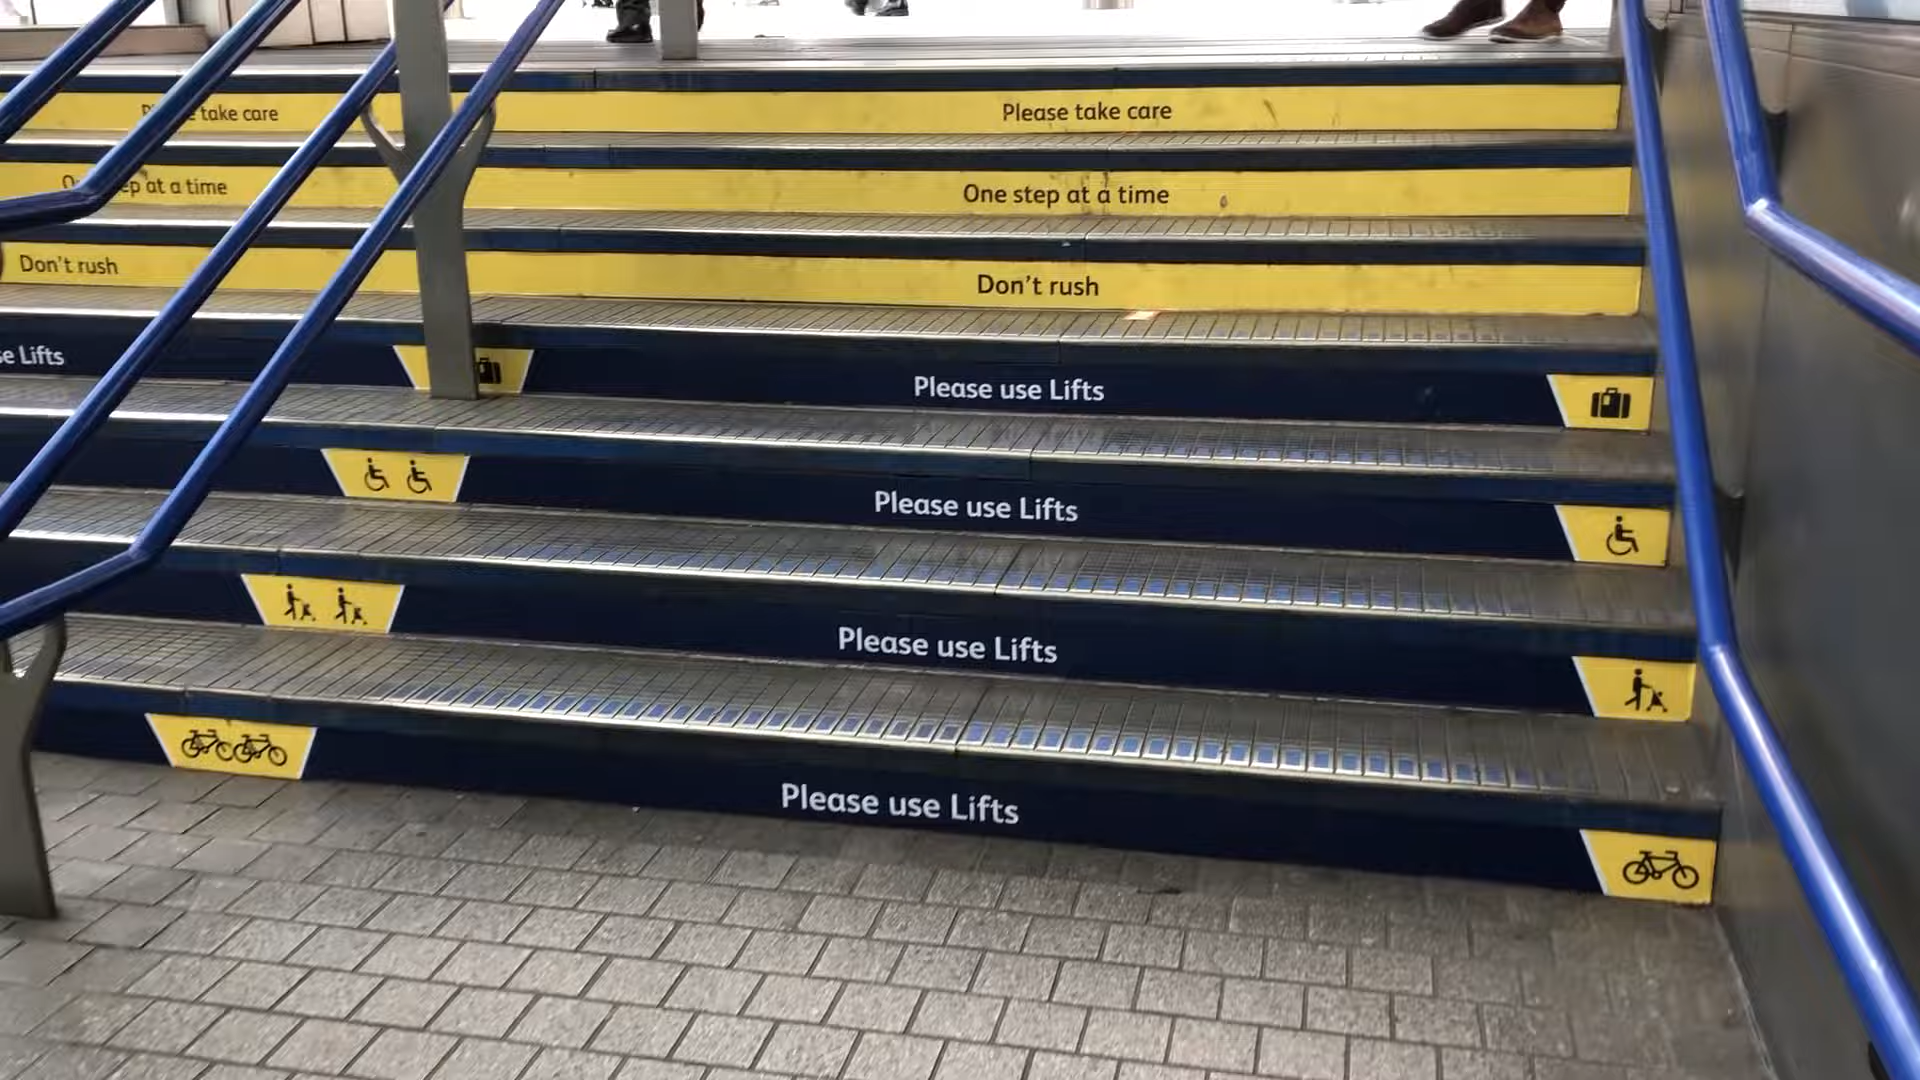 take care
Please take care
at a time
One step at a time
Don't rush
Don't rush
Lifts
Please use Lifts
Please use Lifts
Please use Lifts
Please use Lifts